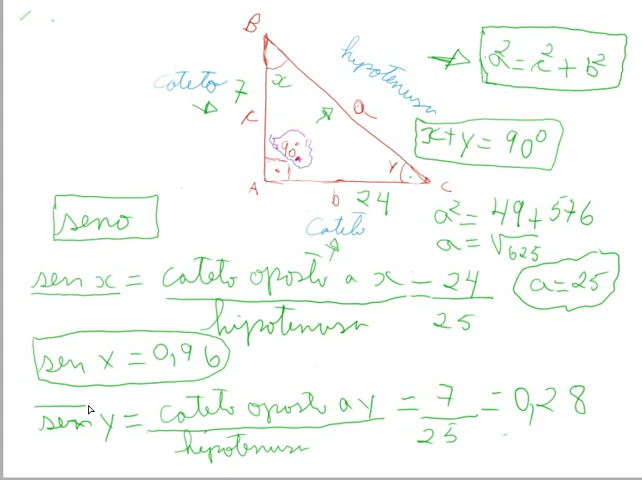 B
x
cateto 7
c
hipotenusa
a
a² = c² + b²
90°
x+y = 90°
A
b 24
y
C
cateto
a² = 49 + 576
a = √625
a = 25
seno
sen x = cateto oposto a x = 24
hipotenusa 25
sen x = 0,96
sen y = cateto oposto a y = 7 = 0,28
hipotenusa 25